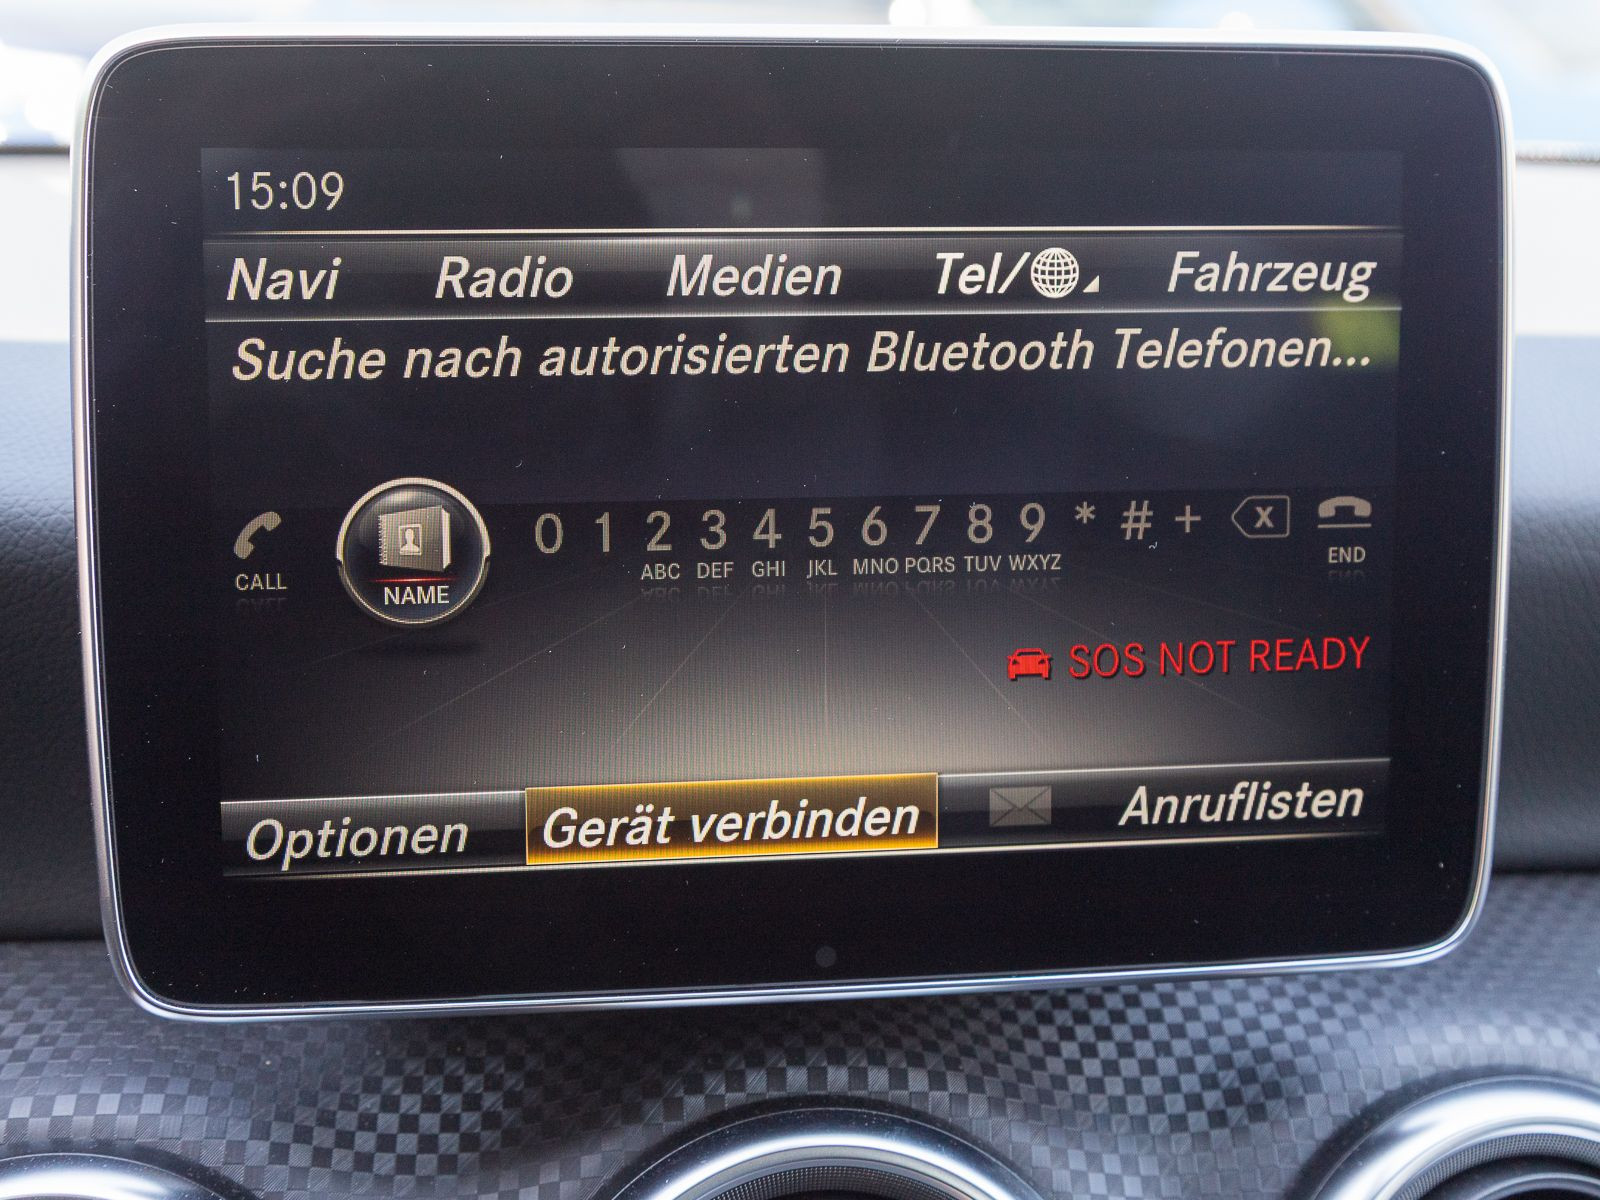 15:09
Navi Radio Medien Tel/ Fahrzeug
Suche nach autorisierten Bluetooth Telefonen...
CALL NAME 0 1 2 ABC 3 DEF 4 GHI 5 JKL 6 MNO 7 PQRS 8 TUV 9 WXYZ * # + X END
SOS NOT READY
Optionen Gerät verbinden Anruflisten